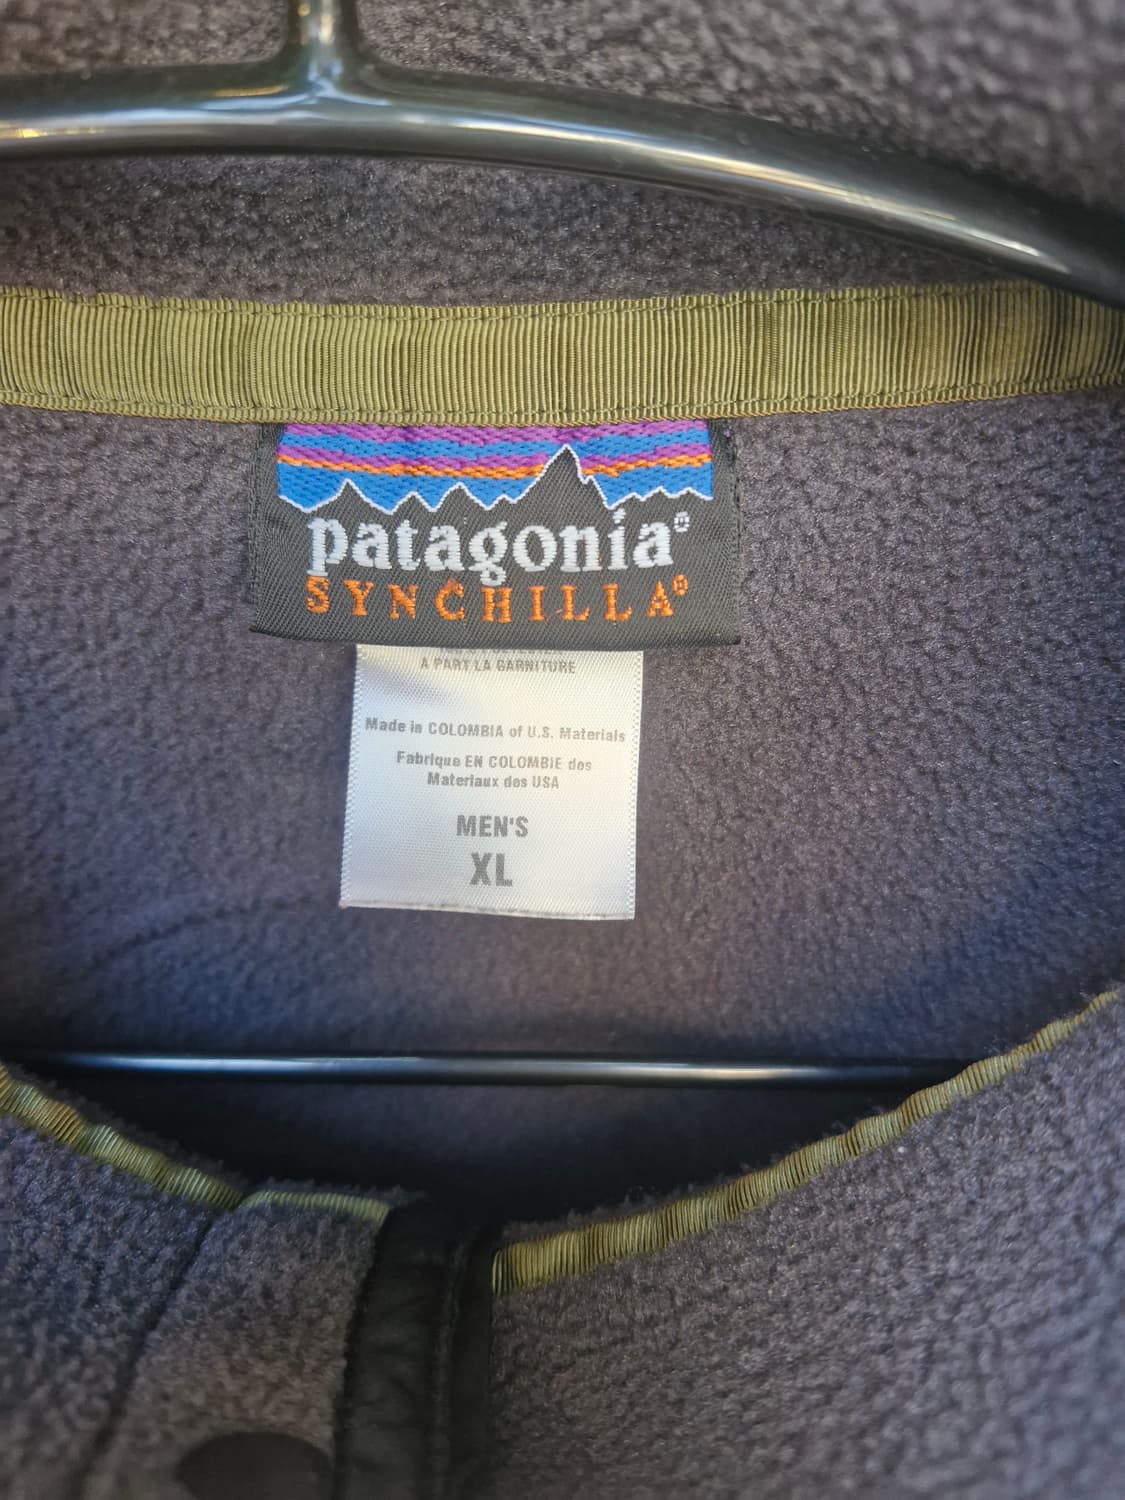 patagonia®
SYNCHILLA®
A PART LA GARNITURE
Made in COLOMBIA of U.S. Materials
Fabrique EN COLOMBIE des
Materiaux des USA
MEN'S
XL